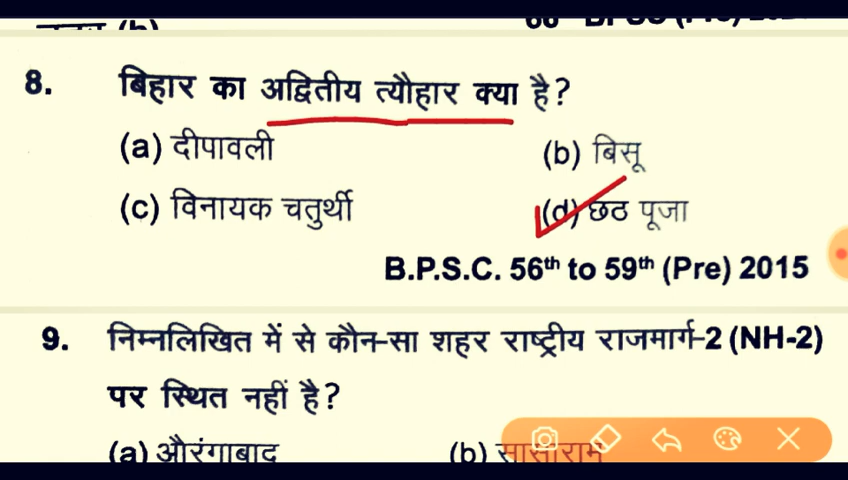 8. बिहार का अद्वितीय त्यौहार क्या है?
(a) दीपावली (b) बिसू
(c) विनायक चतुर्थी (d) छठ पूजा
B.P.S.C. 56th to 59th (Pre) 2015
9. निम्नलिखित में से कौन-सा शहर राष्ट्रीय राजमार्ग-2 (NH-2)
पर स्थित नहीं है?
(a) औरंगाबाद (b) सासाराम